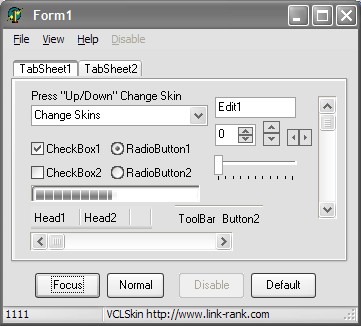 Form1
File View Help Disable
TabSheet1 TabSheet2
Press "Up/Down" Change Skin
Change Skins
Edit1
0
CheckBox1 RadioButton1
CheckBox2 RadioButton2
Head1 Head2
ToolBar Button2
Focus Normal Disable Default
1111 VCLSkin http://www.link-rank.com